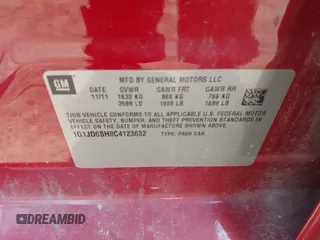 GM
MFD BY GENERAL MOTORS LLC
DATE GVWR GAWR FRT GAWR RR
11/11 1632 KG 866 KG 766 KG
3598 LB 1909 LB 1689 LB
THIS VEHICLE CONFORMS TO ALL APPLICABLE U.S. FEDERAL MOTOR
VEHICLE SAFETY, BUMPER, AND THEFT PREVENTION STANDARDS
IN EFFECT ON THE DATE OF MANUFACTURE SHOWN ABOVE.
1G1JD6SH8C4123632 TYPE: PASS CAR
DREAMBID